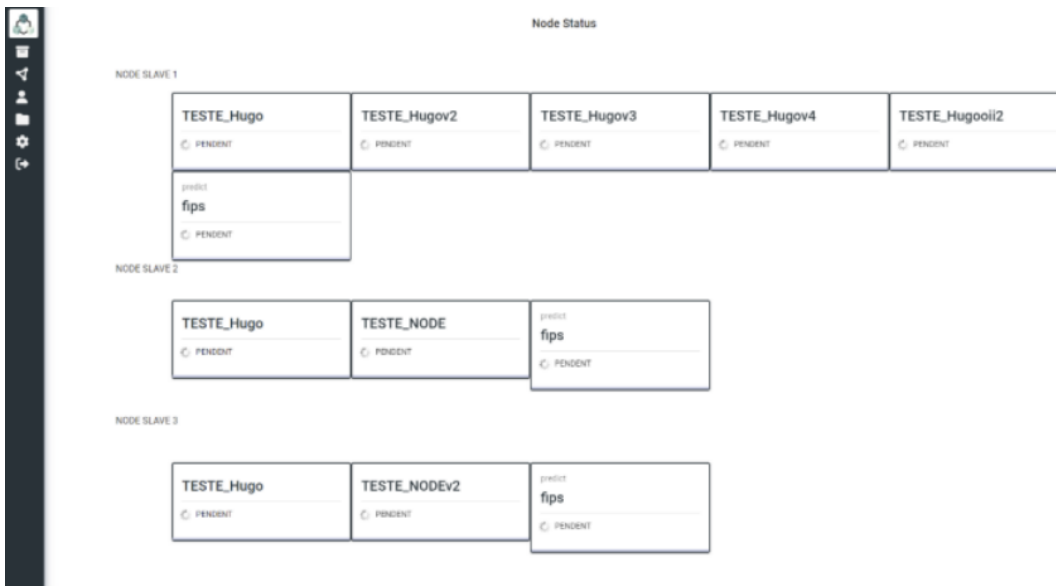 Node Status
NODE SLAVE 1
TESTE_Hugo
PENDENT
TESTE_Hugov2
PENDENT
TESTE_Hugov3
PENDENT
TESTE_Hugov4
PENDENT
TESTE_Hugooii2
PENDENT
predict
fips
PENDENT
NODE SLAVE 2
TESTE_Hugo
PENDENT
TESTE_NODE
PENDENT
predict
fips
PENDENT
NODE SLAVE 3
TESTE_Hugo
PENDENT
TESTE_NODEv2
PENDENT
predict
fips
PENDENT